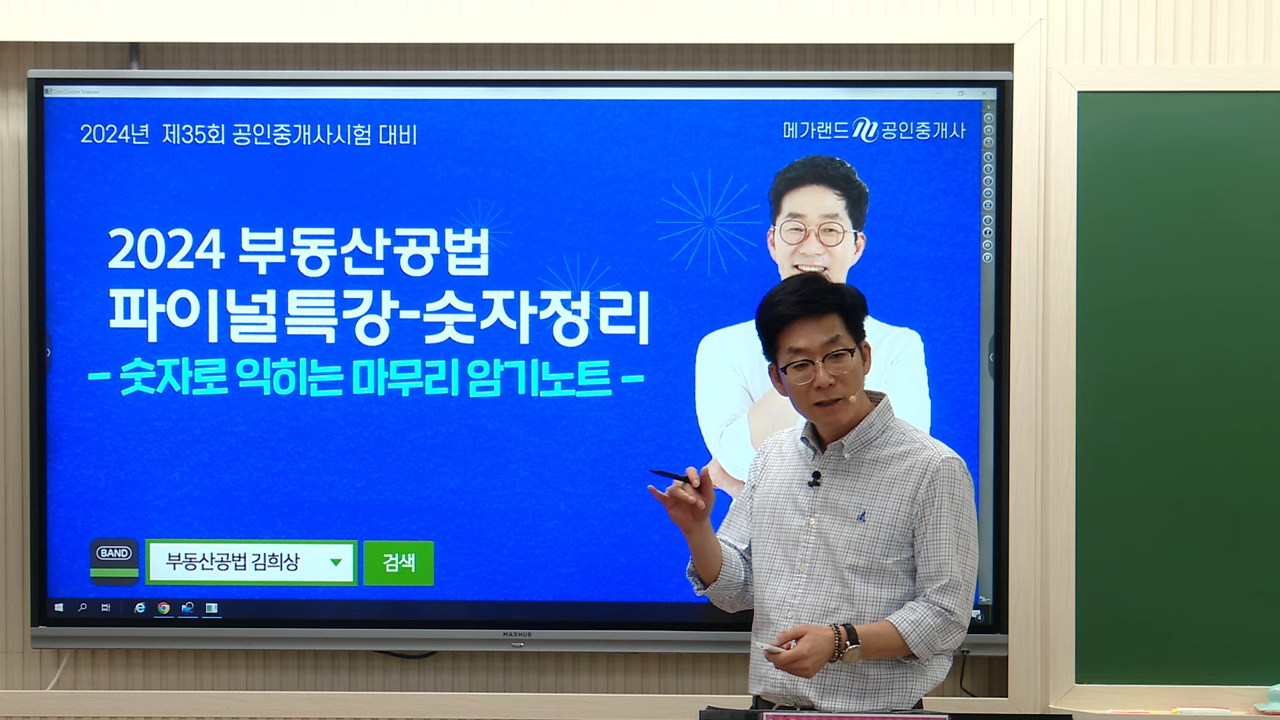 2024년 제35회 공인중개사시험 대비
메가랜드 공인중개사
2024 부동산공법
파이널특강-숫자정리
- 숫자로 익히는 마무리 암기노트 -
BAND
부동산공법 김희상
검색
MAXHUB